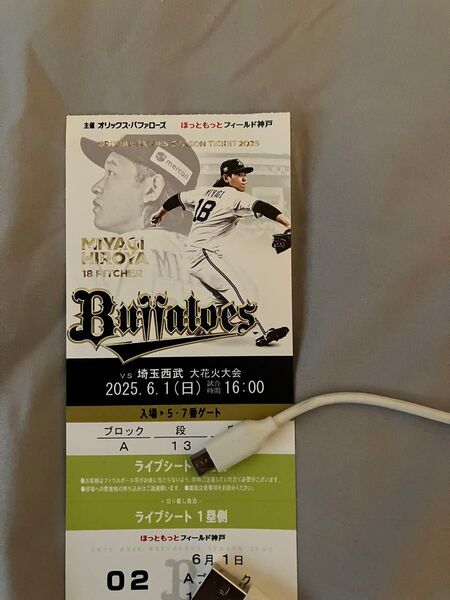 主催 オリックス・バファローズ ほっともっとフィールド神戸
mercari
MIYAGI
18
MIYAGI
HIROYA
18 PITCHER
Buffaloes
vs 埼玉西武 大花火大会
2025.6.1(日) 試合時間 16:00
入場▶5・7番ゲート
ブロック 段
A 13
ライブシート
ライブシート 1塁側
ほっともっとフィールド神戸
6月1日
02